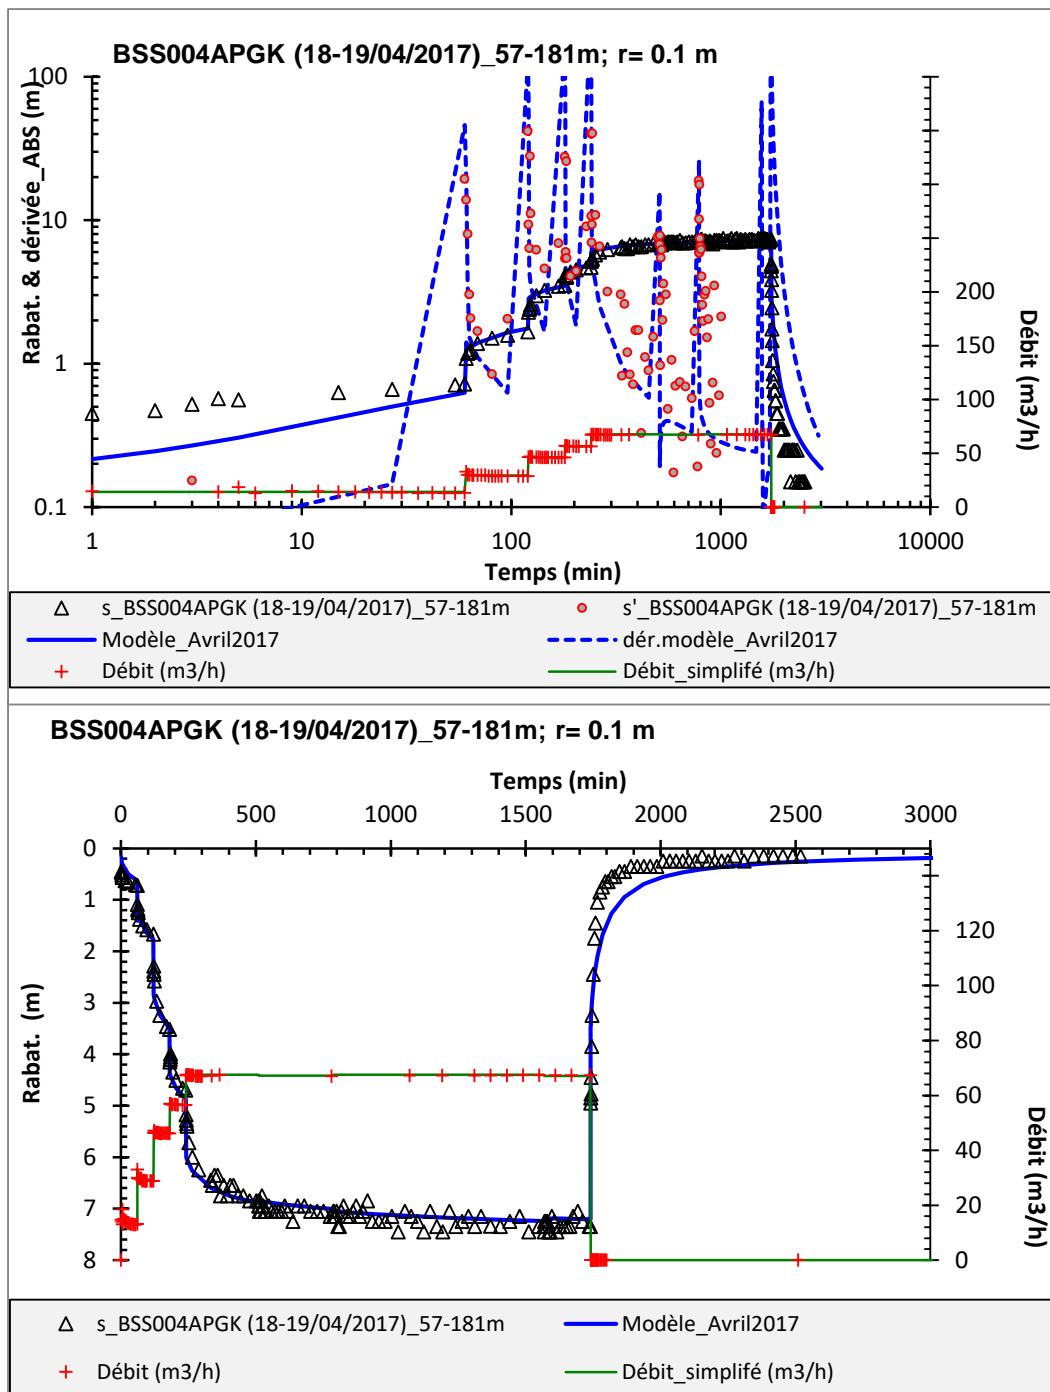 BSS004APGK (18-19/04/2017)_57-181m; r= 0.1 m
Rabat. & dérivée_ABS (m)
100
10
1
0.1
200
150
100
50
0
Débit (m3/h)
1 10 100 1000 10000
Temps (min)
s_BSS004APGK (18-19/04/2017)_57-181m
s'_BSS004APGK (18-19/04/2017)_57-181m
Modèle_Avril2017
dér.modèle_Avril2017
Débit (m3/h)
Débit_simplifé (m3/h)
BSS004APGK (18-19/04/2017)_57-181m; r= 0.1 m
Temps (min)
0 500 1000 1500 2000 2500 3000
Rabat. (m)
0
1
2
3
4
5
6
7
8
120
100
80
60
40
20
0
Débit (m3/h)
s_BSS004APGK (18-19/04/2017)_57-181m
Modèle_Avril2017
Débit (m3/h)
Débit_simplifé (m3/h)